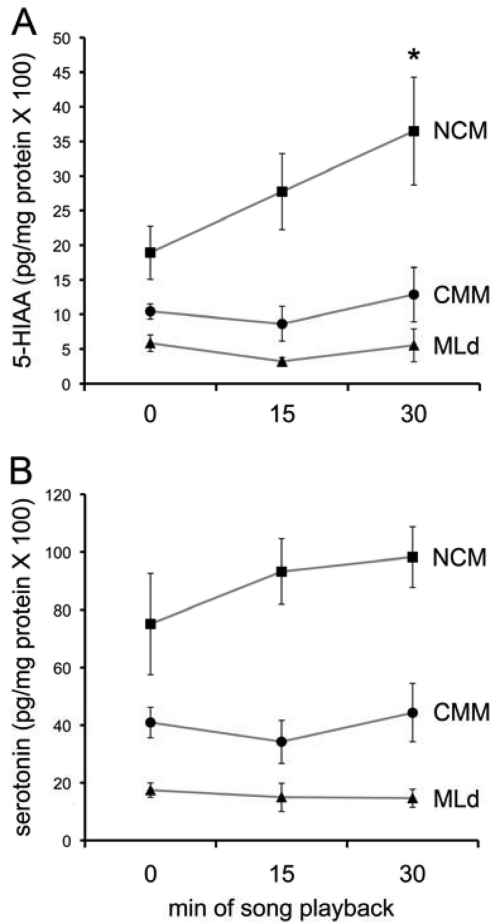 A
5-HIAA (pg/mg protein X 100)
50
45
40
35
30
25
20
15
10
5
0
*
NCM
CMM
MLd
0 15 30
B
serotonin (pg/mg protein X 100)
120
100
80
60
40
20
0
NCM
CMM
MLd
0 15 30
min of song playback